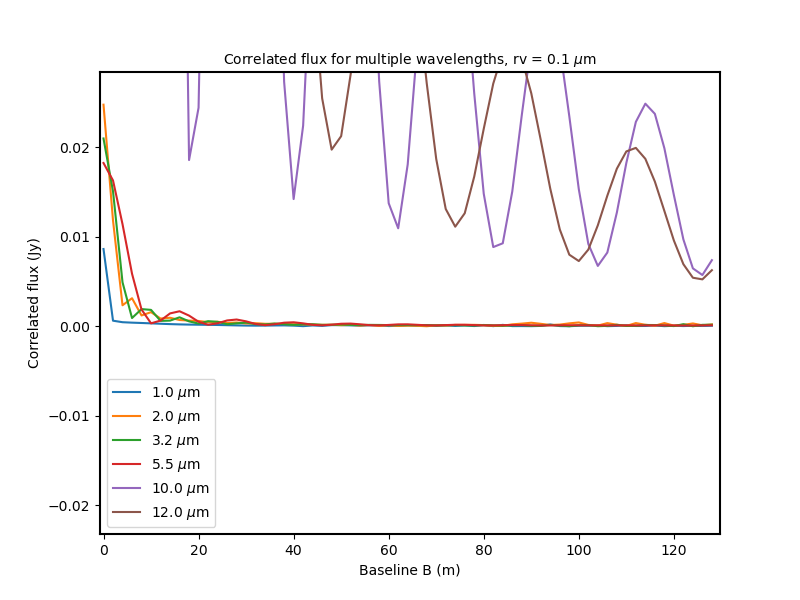 Correlated flux for multiple wavelengths, rv = 0.1 μm
Correlated flux (Jy)
0.02
0.01
0.00
−0.01
−0.02
1.0 μm
2.0 μm
3.2 μm
5.5 μm
10.0 μm
12.0 μm
0 20 40 60 80 100 120
Baseline B (m)